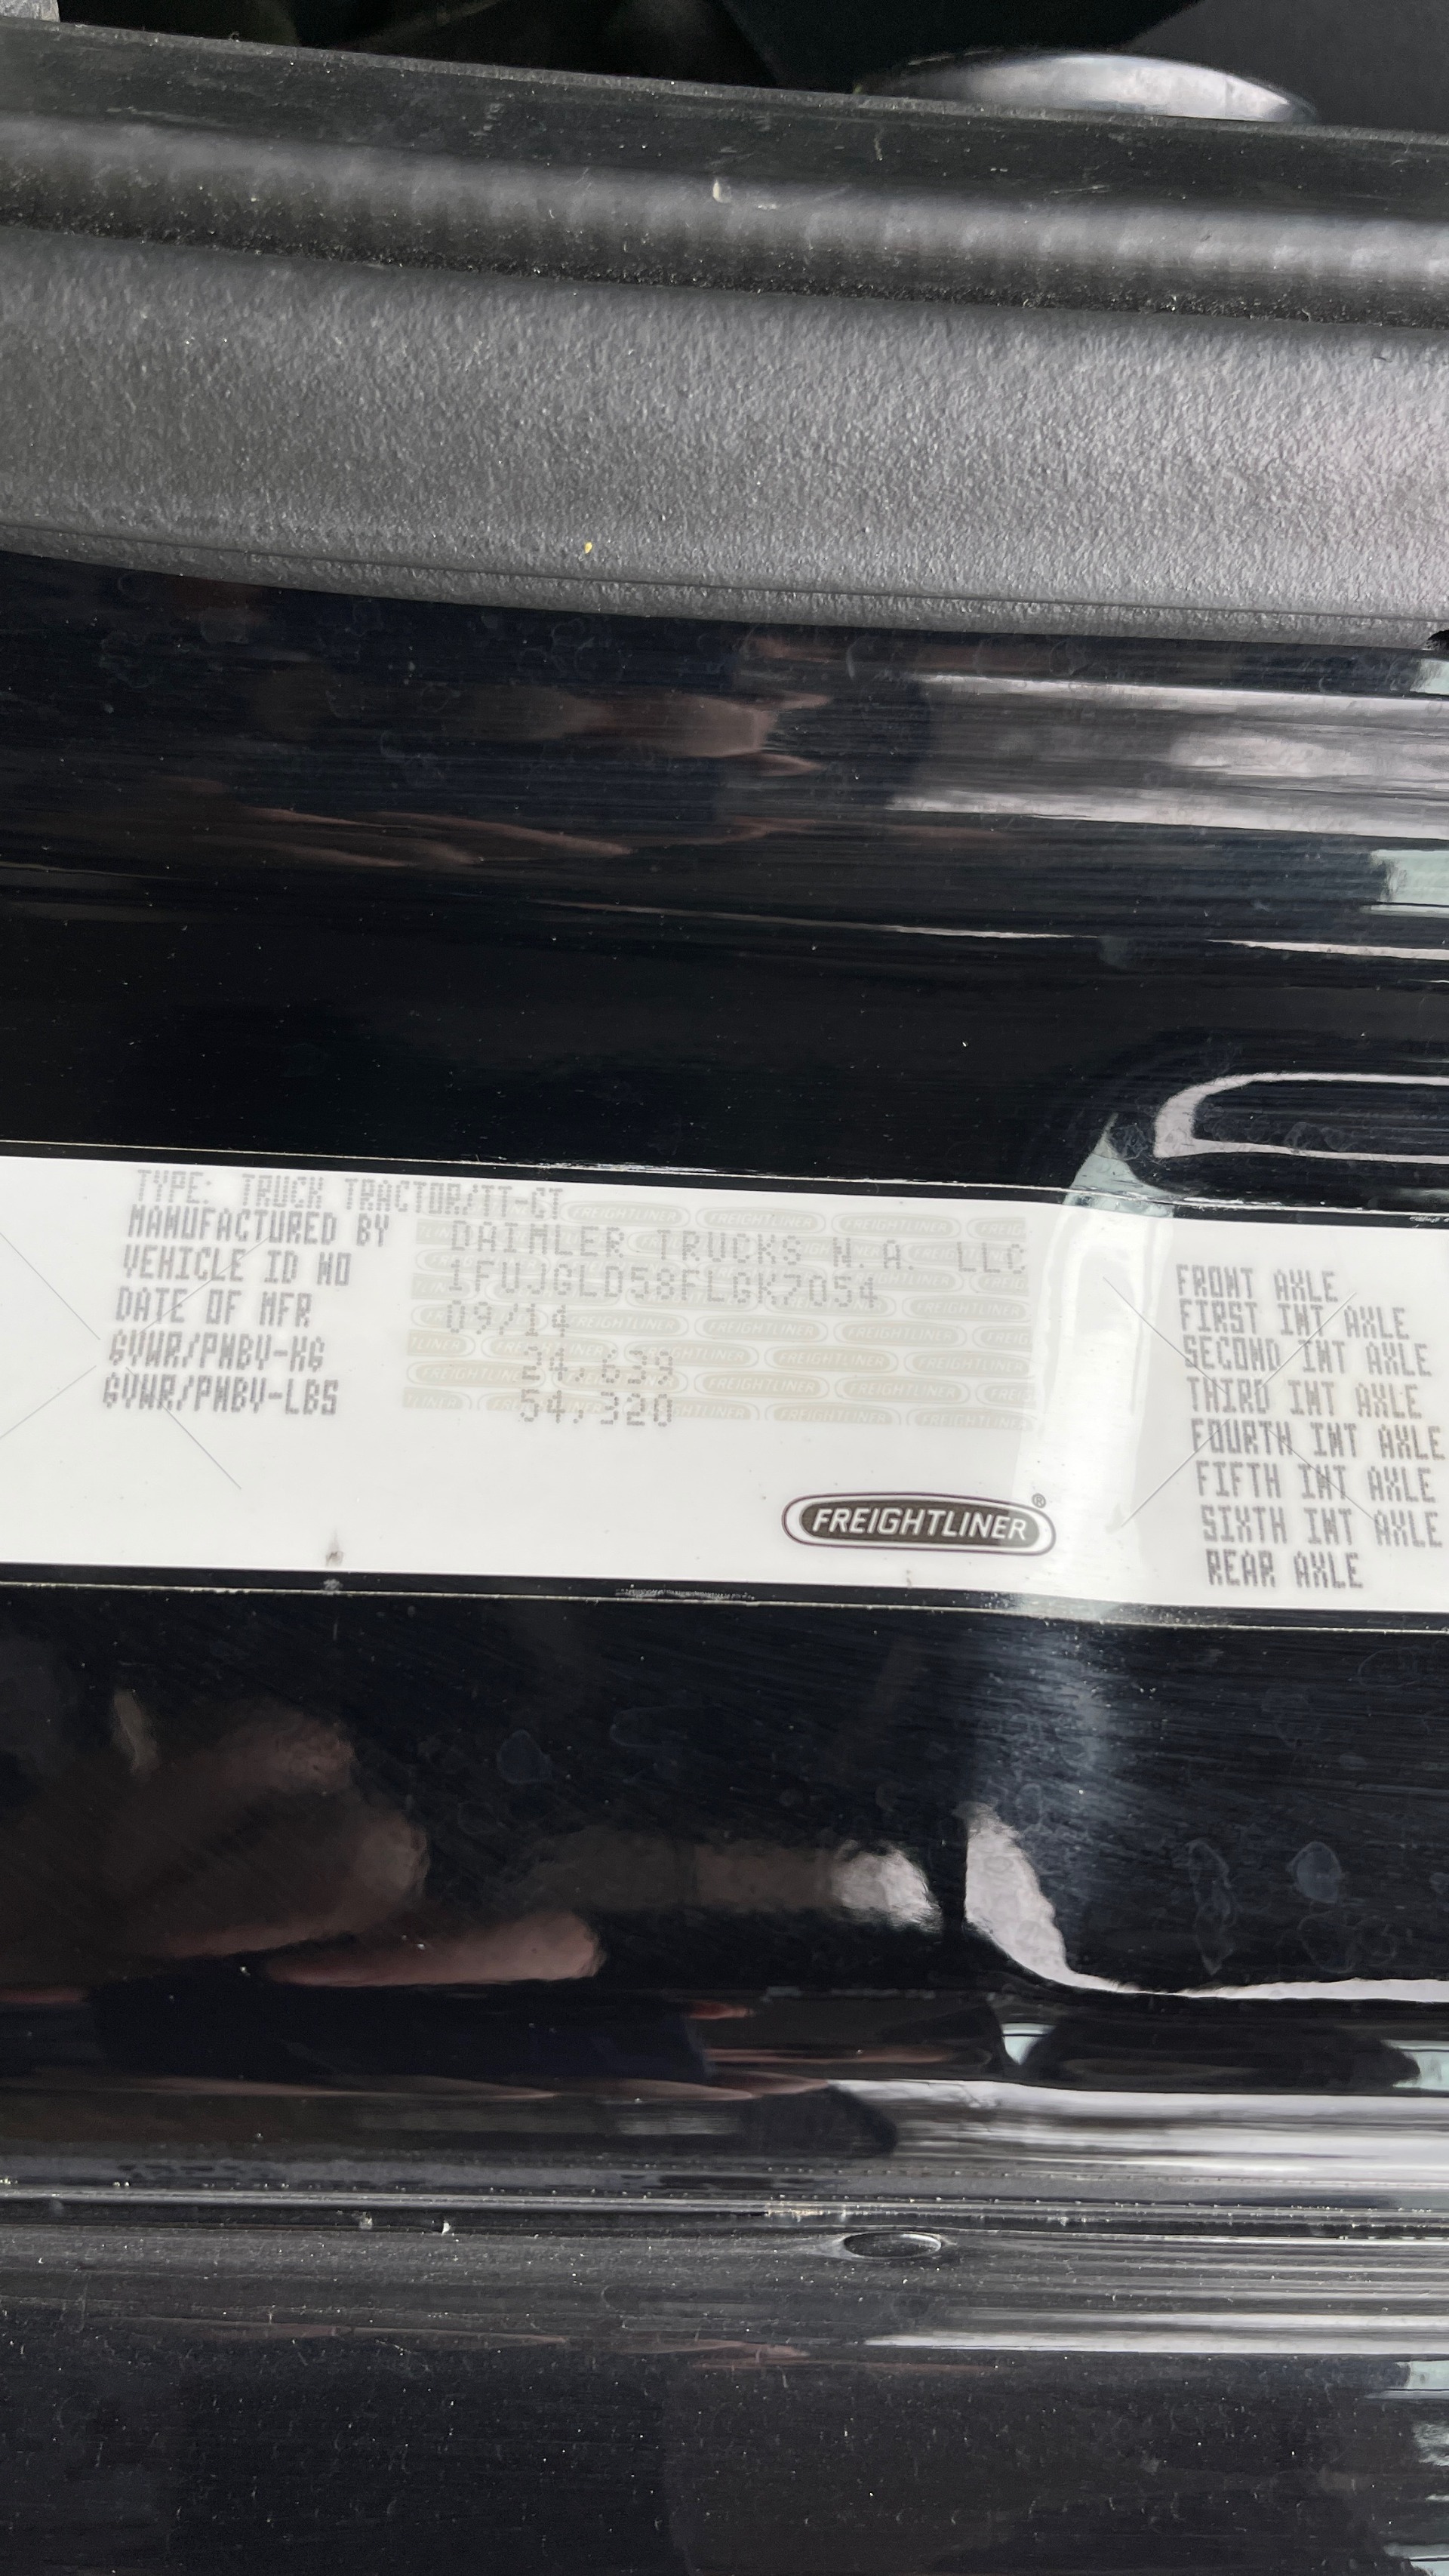 TYPE: TRUCK TRACTOR/TT-CT
MANUFACTURED BY DAIMLER TRUCKS N.A. LLC
VEHICLE ID NO 1FUJGLD58FLGK7054
DATE OF MFR 09/14
GVWR/PNBV-KG 24,639
GVWR/PNBV-LBS 54,320
FREIGHTLINER®
FRONT AXLE
FIRST INT AXLE
SECOND INT AXLE
THIRD INT AXLE
FOURTH INT AXLE
FIFTH INT AXLE
SIXTH INT AXLE
REAR AXLE